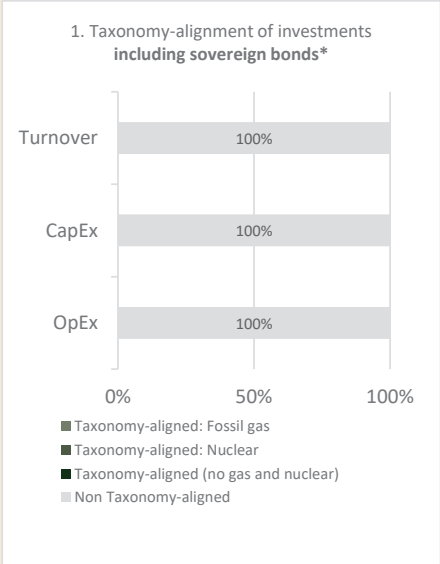 1. Taxonomy-alignment of investments
including sovereign bonds*
Turnover
100%
CapEx
100%
OpEx
100%
0%
50%
100%
Taxonomy-aligned: Fossil gas
Taxonomy-aligned: Nuclear
Taxonomy-aligned (no gas and nuclear)
Non Taxonomy-aligned